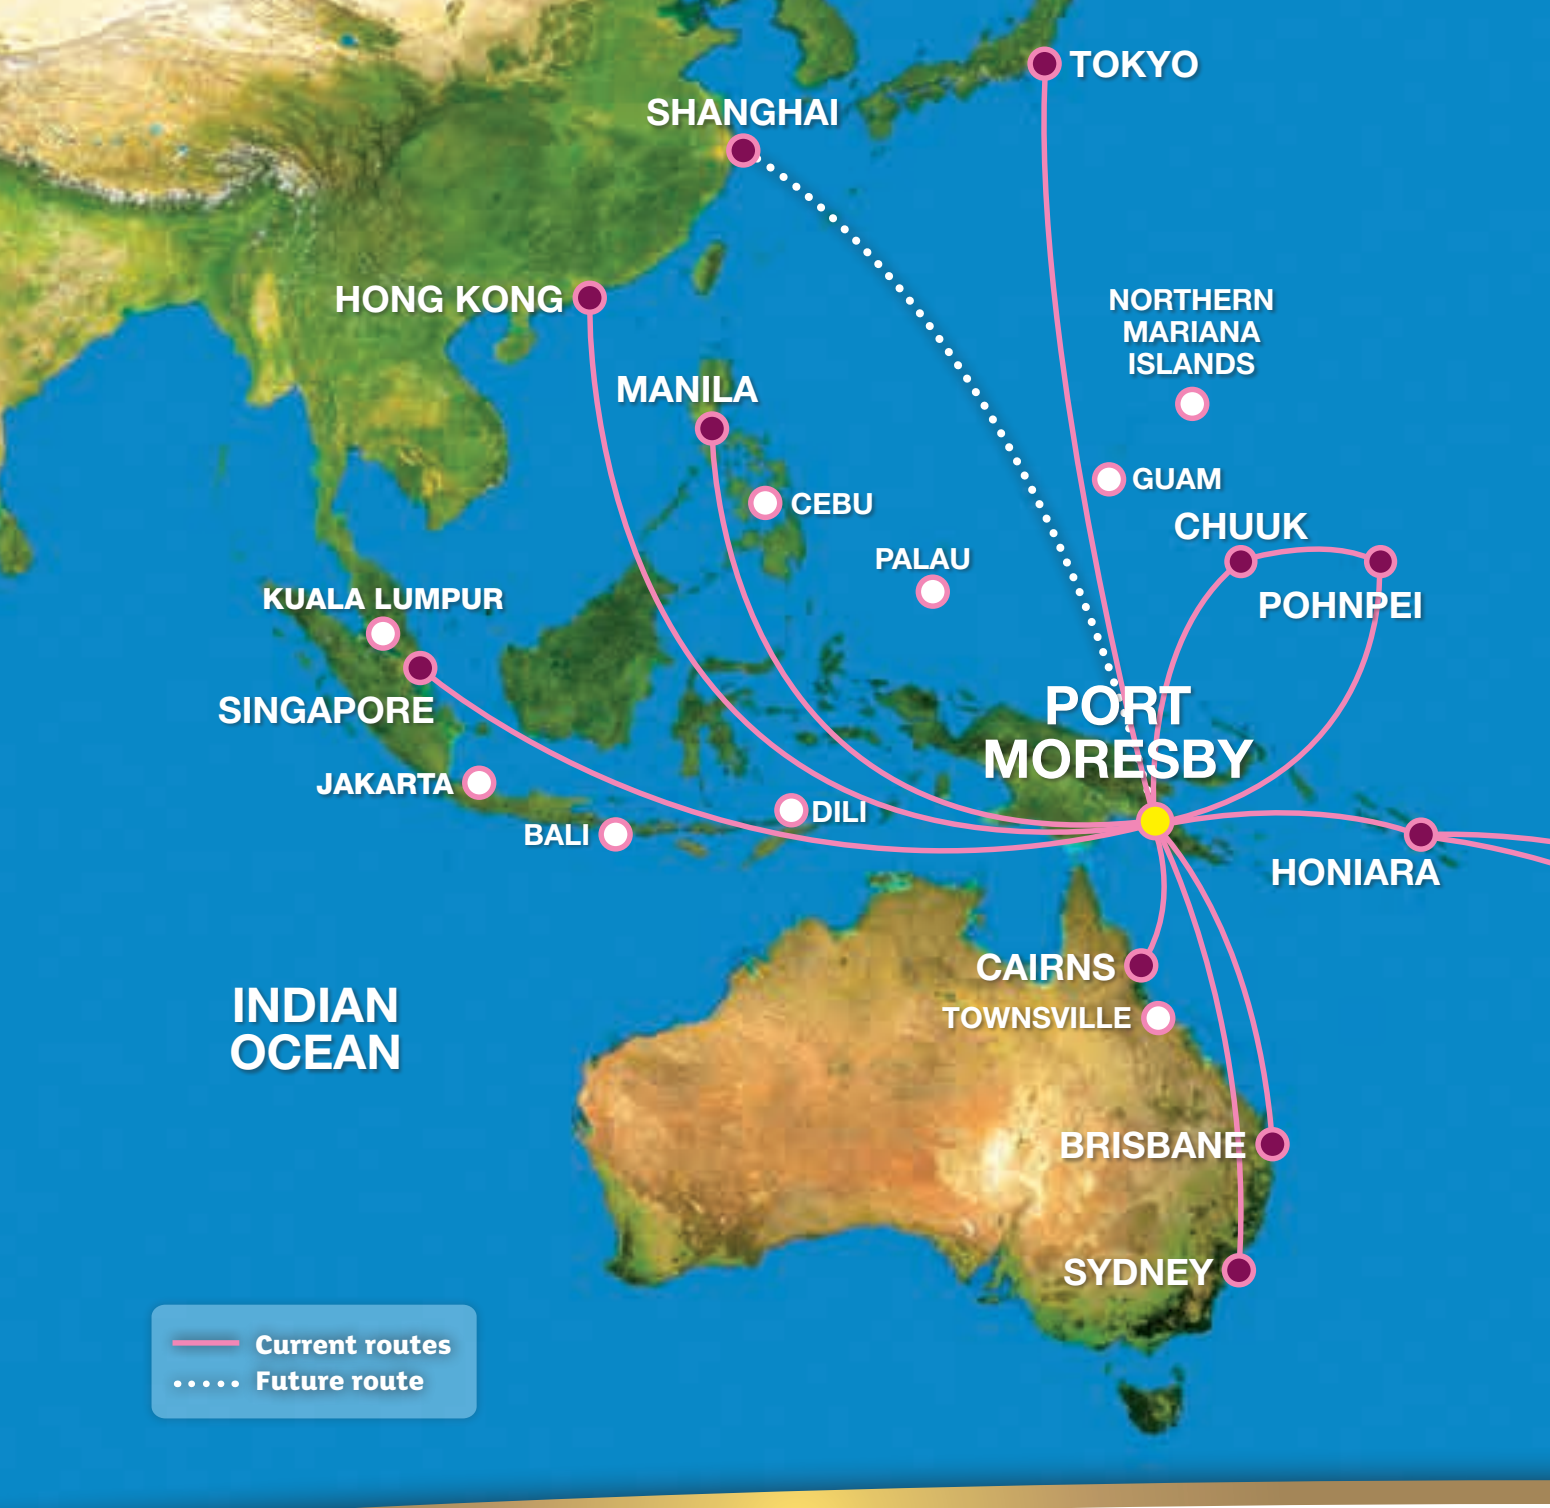 TOKYO
SHANGHAI
HONG KONG
NORTHERN
MARIANA
ISLANDS
MANILA
GUAM
CEBU
CHUUK
PALAU
KUALA LUMPUR
POHNPEI
SINGAPORE
PORT
MORESBY
JAKARTA
DILI
BALI
HONIARA
CAIRNS
INDIAN
OCEAN
TOWNSVILLE
BRISBANE
SYDNEY
Current routes
Future route